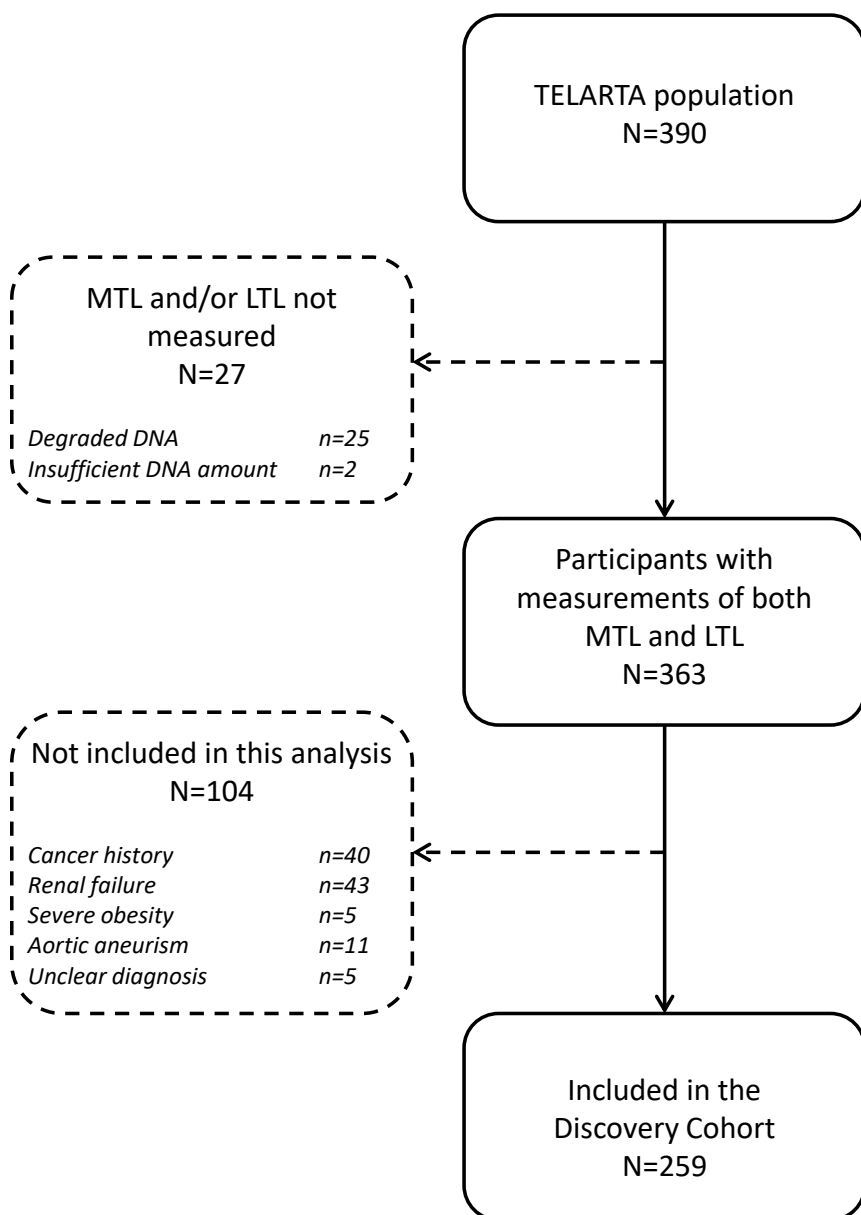 TELARTA population
N=390
MTL and/or LTL not
measured
N=27
Degraded DNA n=25
Insufficient DNA amount n=2
Participants with
measurements of both
MTL and LTL
N=363
Not included in this analysis
N=104
Cancer history n=40
Renal failure n=43
Severe obesity n=5
Aortic aneurism n=11
Unclear diagnosis n=5
Included in the
Discovery Cohort
N=259